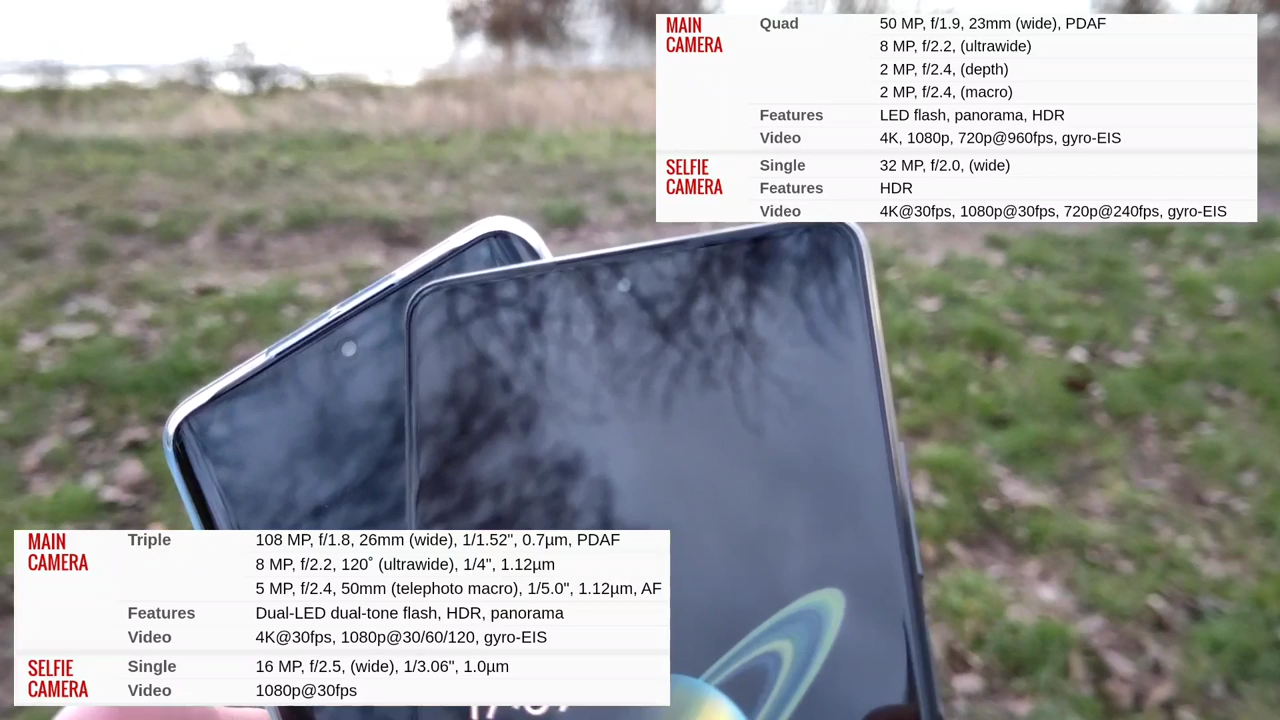 MAIN CAMERA
Quad 50 MP, f/1.9, 23mm (wide), PDAF
8 MP, f/2.2, (ultrawide)
2 MP, f/2.4, (depth)
2 MP, f/2.4, (macro)
Features LED flash, panorama, HDR
Video 4K, 1080p, 720p@960fps, gyro-EIS
SELFIE CAMERA
Single 32 MP, f/2.0, (wide)
Features HDR
Video 4K@30fps, 1080p@30fps, 720p@240fps, gyro-EIS
MAIN CAMERA
Triple 108 MP, f/1.8, 26mm (wide), 1/1.52", 0.7µm, PDAF
8 MP, f/2.2, 120˚ (ultrawide), 1/4", 1.12µm
5 MP, f/2.4, 50mm (telephoto macro), 1/5.0", 1.12µm, AF
Features Dual-LED dual-tone flash, HDR, panorama
Video 4K@30fps, 1080p@30/60/120, gyro-EIS
SELFIE CAMERA
Single 16 MP, f/2.5, (wide), 1/3.06", 1.0µm
Video 1080p@30fps